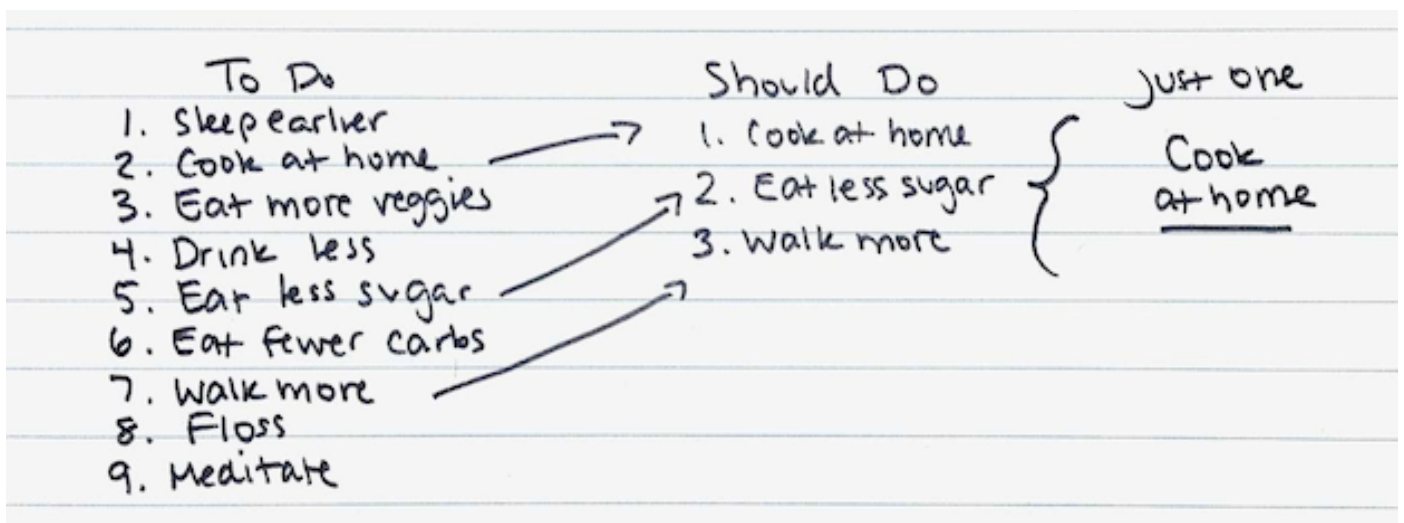 To Do
1. Sleep earlier
2. Cook at home
3. Eat more veggies
4. Drink less
5. Eat less sugar
6. Eat fewer carbs
7. Walk more
8. Floss
9. Meditate
Should Do
1. Cook at home
2. Eat less sugar
3. Walk more
Just one
Cook
at home